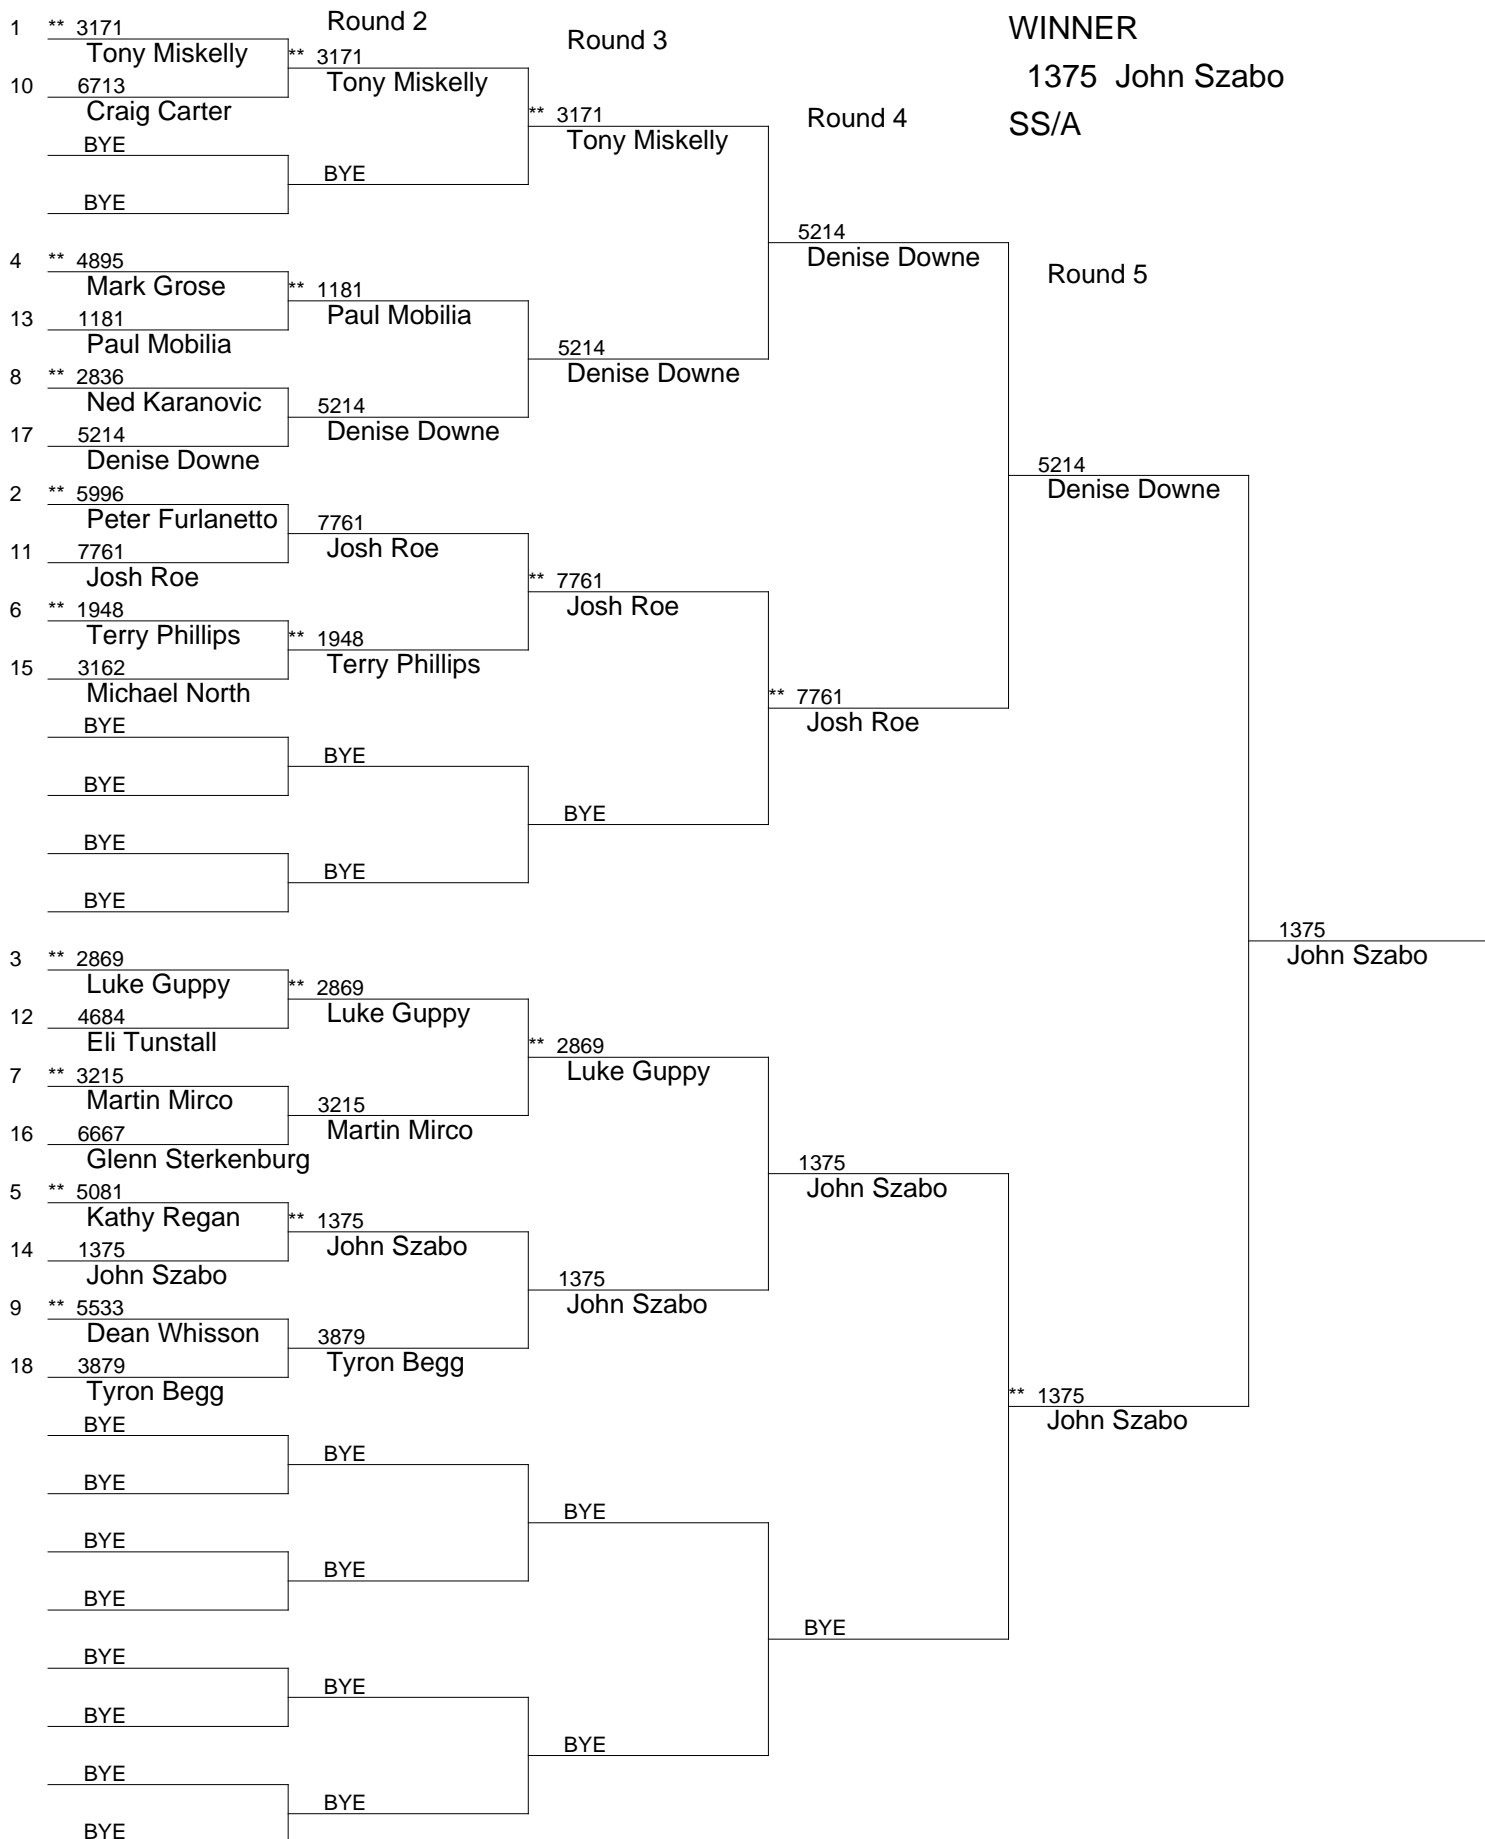 1 ** 3171
Tony Miskelly
10 6713
Craig Carter
BYE
BYE
4 ** 4895
Mark Grose
13 1181
Paul Mobilia
8 ** 2836
Ned Karanovic
17 5214
Denise Downe
2 ** 5996
Peter Furlanetto
11 7761
Josh Roe
6 ** 1948
Terry Phillips
15 3162
Michael North
BYE
BYE
BYE
BYE
3 ** 2869
Luke Guppy
12 4684
Eli Tunstall
7 ** 3215
Martin Mirco
16 6667
Glenn Sterkenburg
5 ** 5081
Kathy Regan
14 1375
John Szabo
9 ** 5533
Dean Whisson
18 3879
Tyron Begg
BYE
BYE
BYE
BYE
BYE
BYE
BYE
BYE
Round 2
** 3171
Tony Miskelly
BYE
** 1181
Paul Mobilia
5214
Denise Downe
7761
Josh Roe
** 1948
Terry Phillips
BYE
BYE
** 2869
Luke Guppy
3215
Martin Mirco
** 1375
John Szabo
3879
Tyron Begg
BYE
BYE
BYE
BYE
Round 3
** 3171
Tony Miskelly
5214
Denise Downe
** 7761
Josh Roe
BYE
** 2869
Luke Guppy
1375
John Szabo
BYE
BYE
Round 4
5214
Denise Downe
** 7761
Josh Roe
1375
John Szabo
BYE
WINNER
1375 John Szabo
SS/A
Round 5
5214
Denise Downe
** 1375
John Szabo
1375
John Szabo